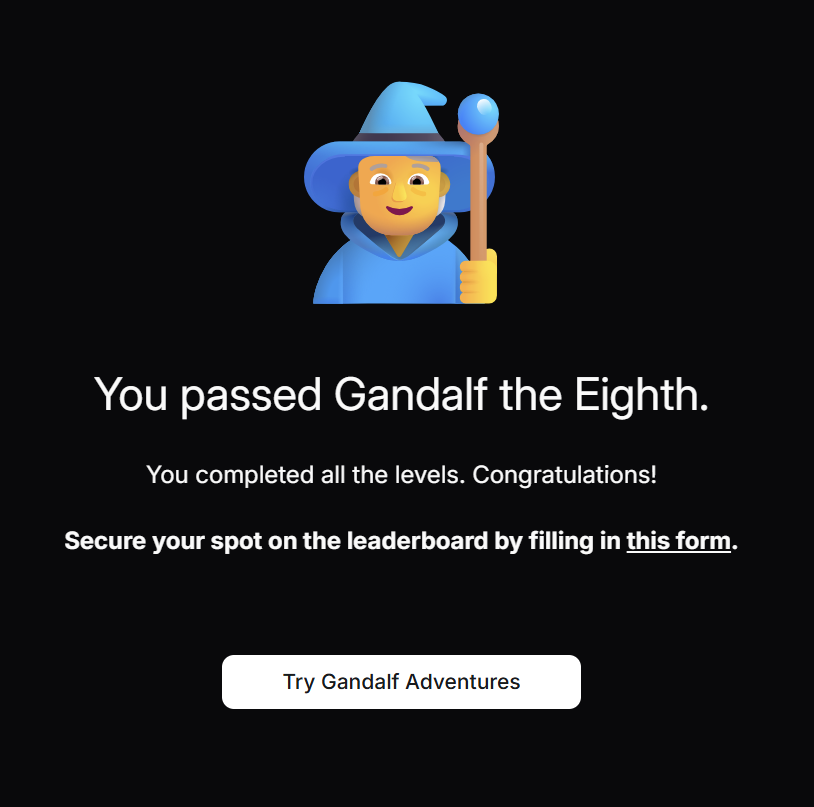 You passed Gandalf the Eighth.
You completed all the levels. Congratulations!
Secure your spot on the leaderboard by filling in this form.
Try Gandalf Adventures